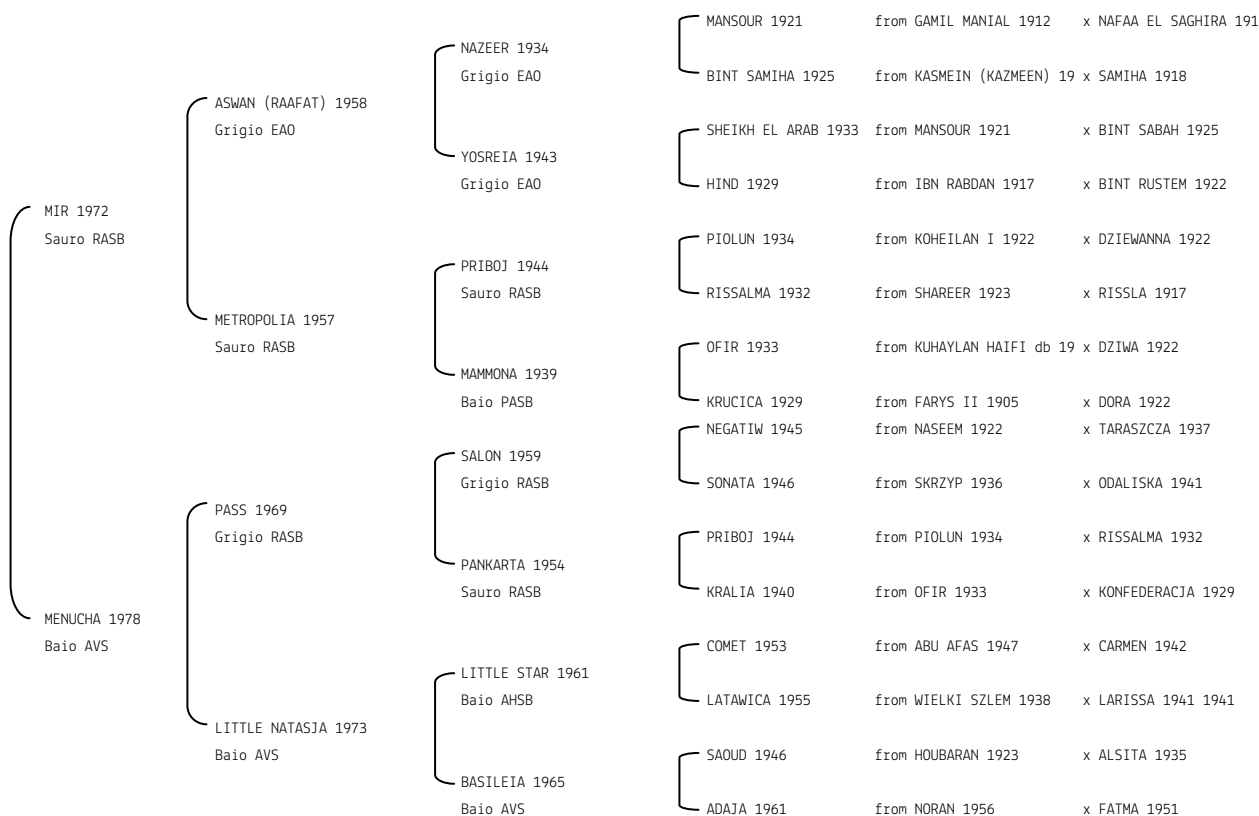 MANSOUR 1921 from GAMIL MANIAL 1912 x NAFAA EL SAGHIRA 191
NAZEER 1934
Grigio EAO
BINT SAMIHA 1925 from KASMEIN (KAZMEEN) 19 x SAMIHA 1918
ASWAN (RAAFAT) 1958
Grigio EAO
SHEIKH EL ARAB 1933 from MANSOUR 1921 x BINT SABAH 1925
YOSREIA 1943
Grigio EAO
HIND 1929 from IBN RABDAN 1917 x BINT RUSTEM 1922
MIR 1972
Sauro RASB
PIOLUN 1934 from KOHEILAN I 1922 x DZIEWANNA 1922
PRIBOJ 1944
Sauro RASB
RISSALMA 1932 from SHAREER 1923 x RISSLA 1917
METROPOLIA 1957
Sauro RASB
OFIR 1933 from KUHAYLAN HAIFI db 19 x DZIWA 1922
MAMMONA 1939
Baio PASB
KRUCICA 1929 from FARYS II 1905 x DORA 1922
NEGATIW 1945 from NASEEM 1922 x TARASZCZA 1937
SALON 1959
Grigio RASB
SONATA 1946 from SKRZYP 1936 x ODALISKA 1941
PASS 1969
Grigio RASB
PRIBOJ 1944 from PIOLUN 1934 x RISSALMA 1932
PANKARTA 1954
Sauro RASB
KRALIA 1940 from OFIR 1933 x KONFEDERACJA 1929
MENUCHA 1978
Baio AVS
COMET 1953 from ABU AFAS 1947 x CARMEN 1942
LITTLE STAR 1961
Baio AHSB
LATAWICA 1955 from WIELKI SZLEM 1938 x LARISSA 1941 1941
LITTLE NATASJA 1973
Baio AVS
SAOUD 1946 from HOUBARAN 1923 x ALSITA 1935
BASILEIA 1965
Baio AVS
ADAJA 1961 from NORAN 1956 x FATMA 1951